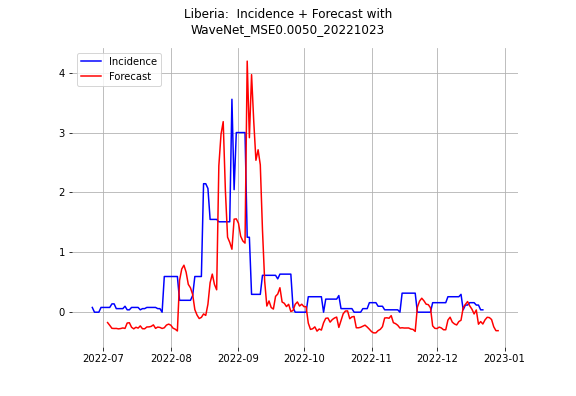 Liberia:  Incidence + Forecast with
WaveNet_MSE0.0050_20221023
Incidence
Forecast
4
3
2
1
0
2022-07 2022-08 2022-09 2022-10 2022-11 2022-12 2023-01